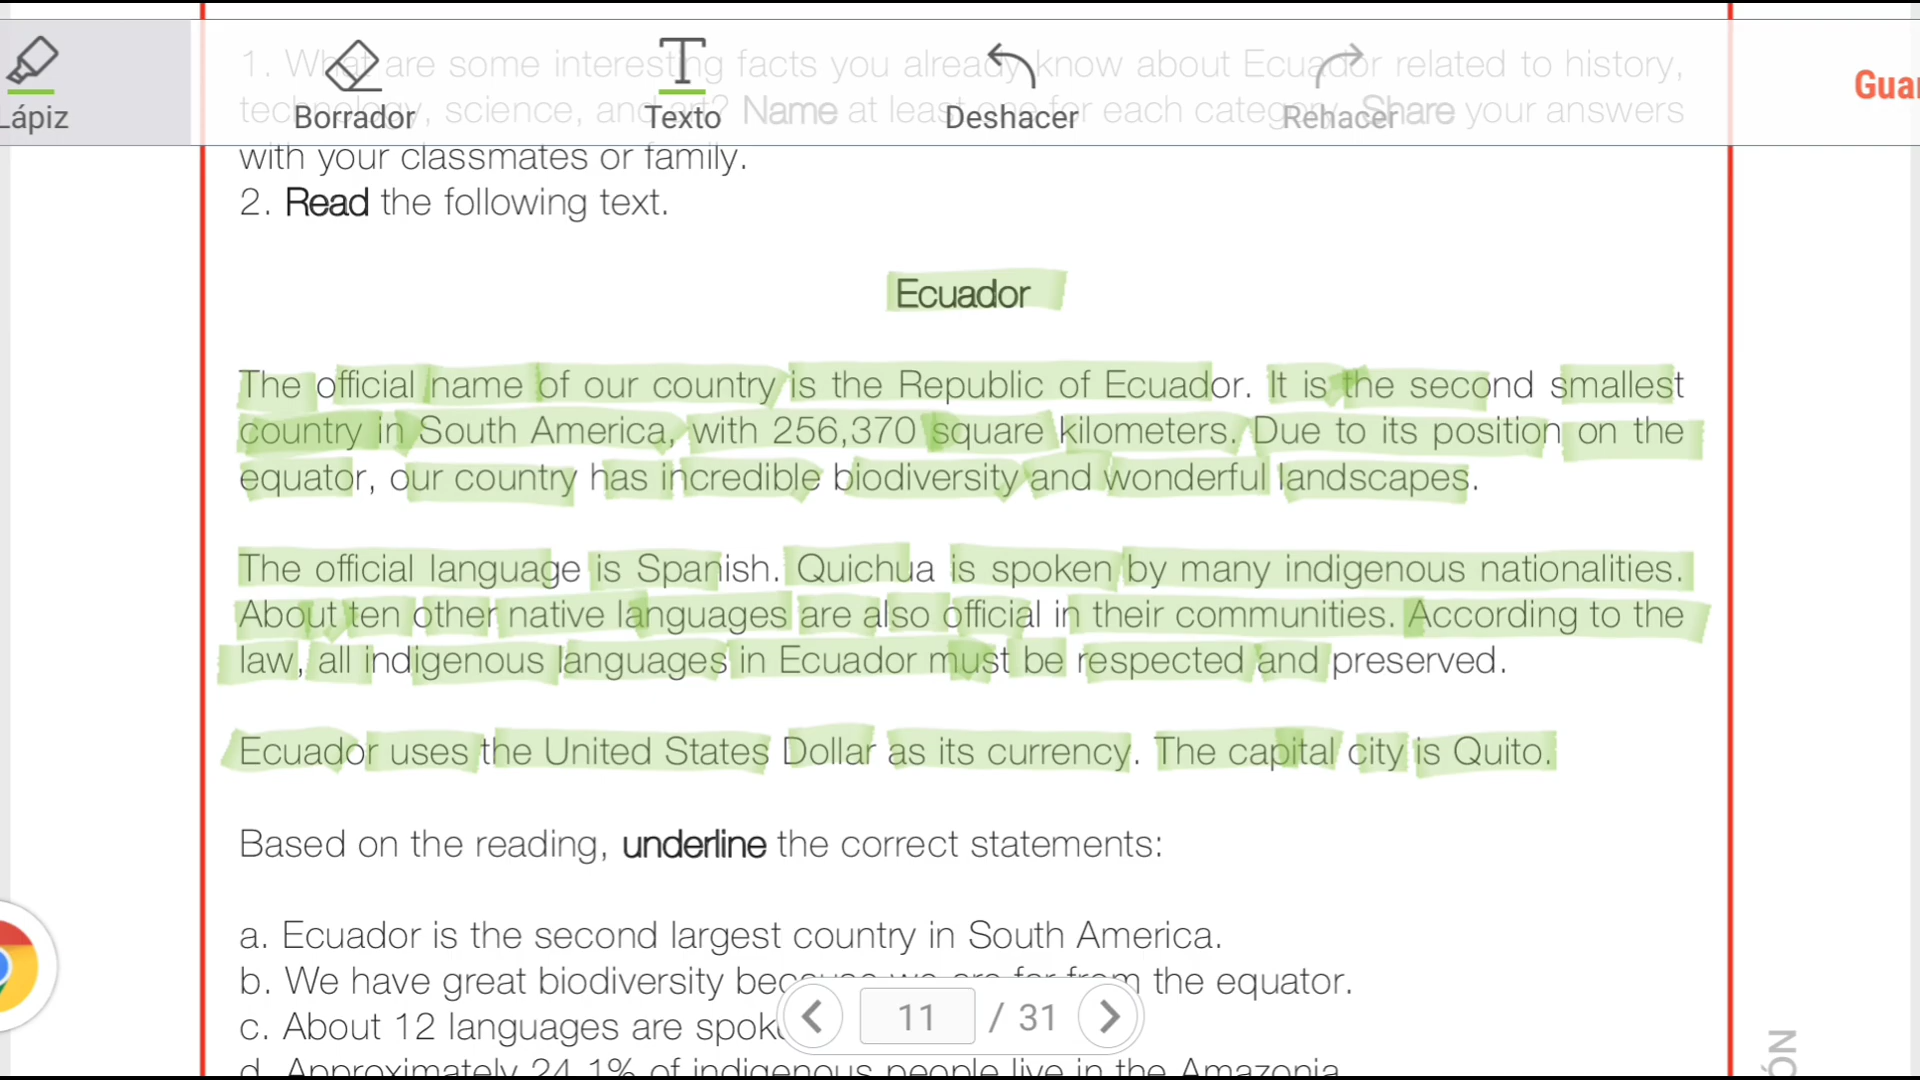 1. What are some interesting facts you already know about Ecuador related to history,
technology, science, and art? Name at least one for each category. Share your answers
Lápiz
Borrador
Texto
Deshacer
Rehacer
Guar
with your classmates or family.
2. Read the following text.
Ecuador
The official name of our country is the Republic of Ecuador. It is the second smallest
country in South America, with 256,370 square kilometers. Due to its position on the
equator, our country has incredible biodiversity and wonderful landscapes.
The official language is Spanish. Quichua is spoken by many indigenous nationalities.
About ten other native languages are also official in their communities. According to the
law, all indigenous languages in Ecuador must be respected and preserved.
Ecuador uses the United States Dollar as its currency. The capital city is Quito.
Based on the reading, underline the correct statements:
a. Ecuador is the second largest country in South America.
b. We have great biodiversity because we are far from the equator.
c. About 12 languages are spok
d. Approximately 24.1% of indigenous people live in the Amazonia.
11 / 31
ÓN